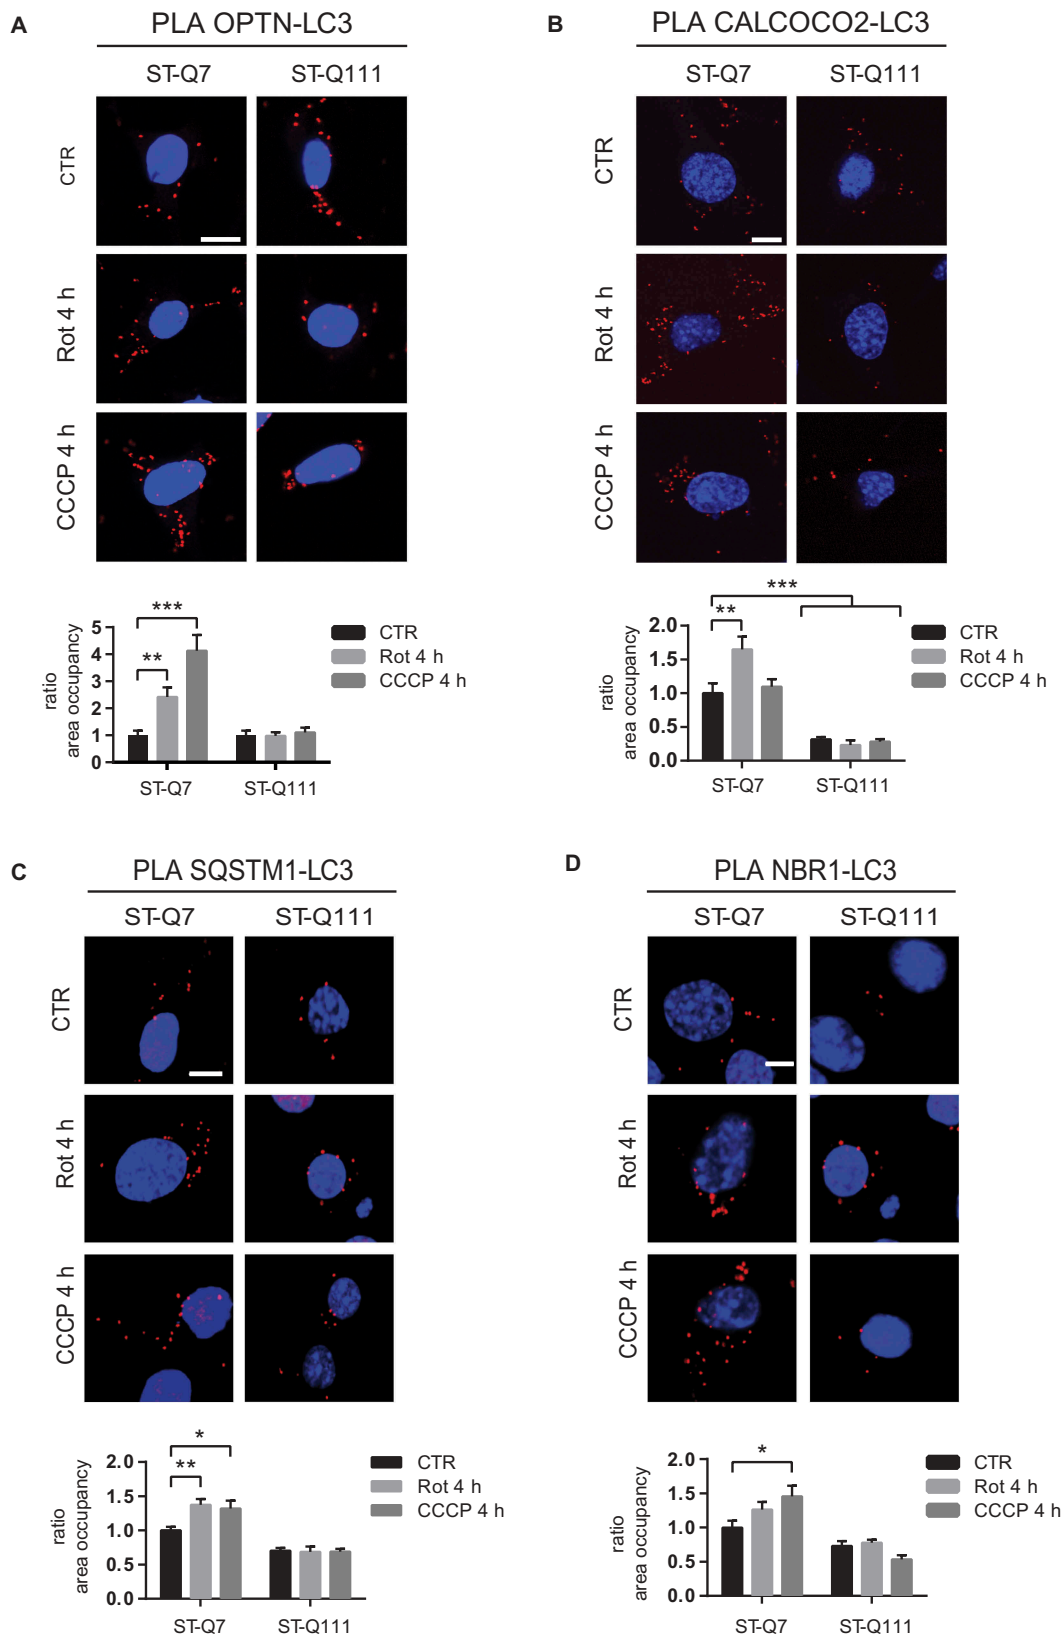 A
PLA OPTN-LC3
ST-Q7 ST-Q111
CTR
Rot 4 h
CCCP 4 h
***
**
ratio
area occupancy
5
4
3
2
1
0
ST-Q7 ST-Q111
CTR
Rot 4 h
CCCP 4 h
B
PLA CALCOCO2-LC3
ST-Q7 ST-Q111
CTR
Rot 4 h
CCCP 4 h
***
**
ratio
area occupancy
2.0
1.5
1.0
0.5
0.0
ST-Q7 ST-Q111
CTR
Rot 4 h
CCCP 4 h
C
PLA SQSTM1-LC3
ST-Q7 ST-Q111
CTR
Rot 4 h
CCCP 4 h
*
**
ratio
area occupancy
2.0
1.5
1.0
0.5
0.0
ST-Q7 ST-Q111
CTR
Rot 4 h
CCCP 4 h
D
PLA NBR1-LC3
ST-Q7 ST-Q111
CTR
Rot 4 h
CCCP 4 h
*
ratio
area occupancy
2.0
1.5
1.0
0.5
0.0
ST-Q7 ST-Q111
CTR
Rot 4 h
CCCP 4 h